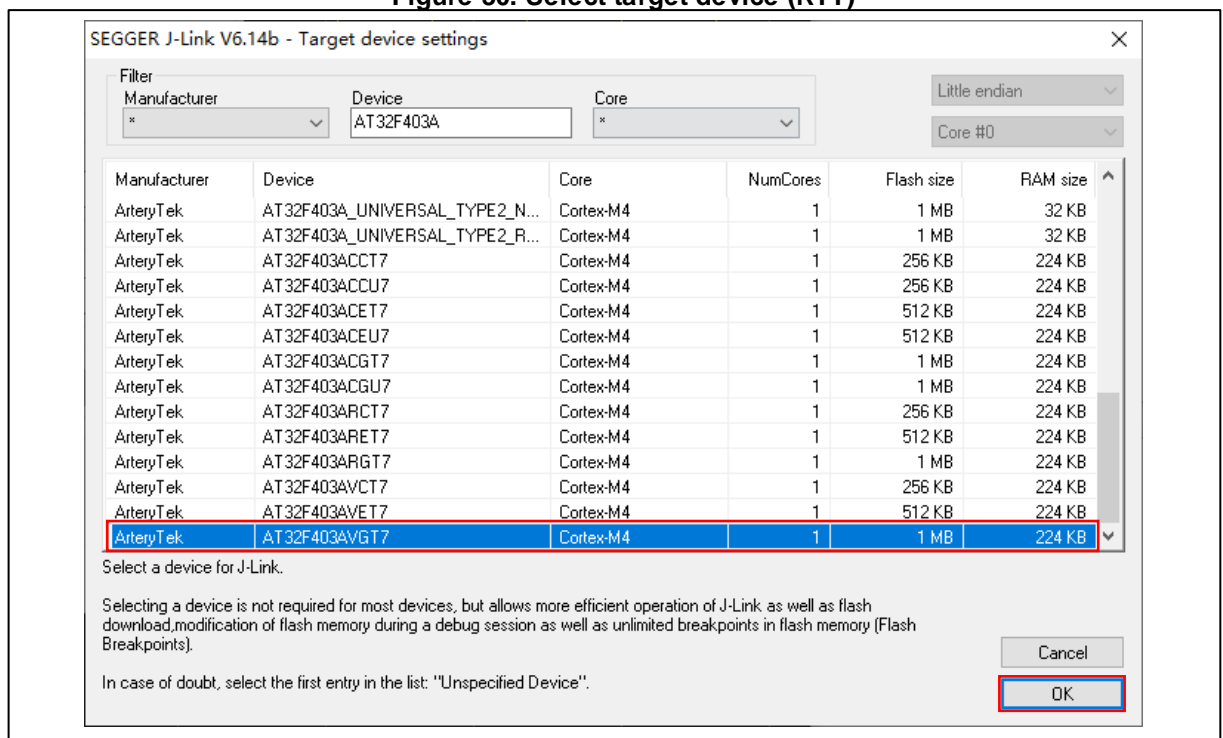 SEGGER J-Link V6.14b - Target device settings
Filter
Manufacturer Device Core Little endian
* AT32F403A * Core #0
Manufacturer Device Core NumCores Flash size RAM size
ArteryTek AT32F403A_UNIVERSAL_TYPE2_N... Cortex-M4 1 1 MB 32 KB
ArteryTek AT32F403A_UNIVERSAL_TYPE2_R... Cortex-M4 1 1 MB 32 KB
ArteryTek AT32F403ACCT7 Cortex-M4 1 256 KB 224 KB
ArteryTek AT32F403ACCU7 Cortex-M4 1 256 KB 224 KB
ArteryTek AT32F403ACET7 Cortex-M4 1 512 KB 224 KB
ArteryTek AT32F403ACEU7 Cortex-M4 1 512 KB 224 KB
ArteryTek AT32F403ACGT7 Cortex-M4 1 1 MB 224 KB
ArteryTek AT32F403ACGU7 Cortex-M4 1 1 MB 224 KB
ArteryTek AT32F403ARCT7 Cortex-M4 1 256 KB 224 KB
ArteryTek AT32F403ARET7 Cortex-M4 1 512 KB 224 KB
ArteryTek AT32F403ARGT7 Cortex-M4 1 1 MB 224 KB
ArteryTek AT32F403AVCT7 Cortex-M4 1 256 KB 224 KB
ArteryTek AT32F403AVET7 Cortex-M4 1 512 KB 224 KB
ArteryTek AT32F403AVGT7 Cortex-M4 1 1 MB 224 KB
Select a device for J-Link.
Selecting a device is not required for most devices, but allows more efficient operation of J-Link as well as flash
download,modification of flash memory during a debug session as well as unlimited breakpoints in flash memory (Flash
Breakpoints).
Cancel
In case of doubt, select the first entry in the list: "Unspecified Device".
OK